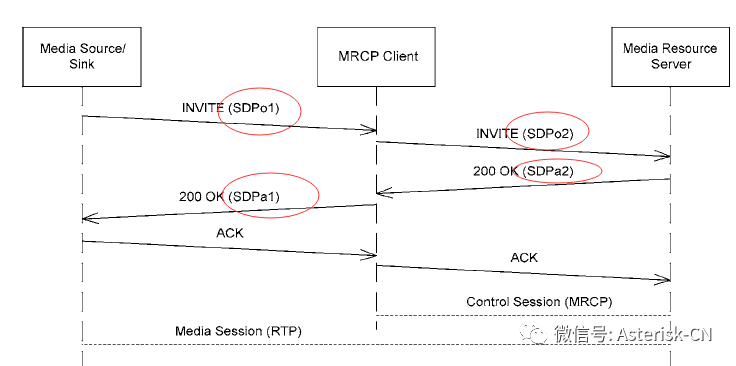 Media Source/
Sink
MRCP Client
Media Resource
Server
INVITE (SDPo1)
INVITE (SDPo2)
200 OK (SDPa2)
200 OK (SDPa1)
ACK
ACK
Control Session (MRCP)
Media Session (RTP)
微信号: Asterisk-CN